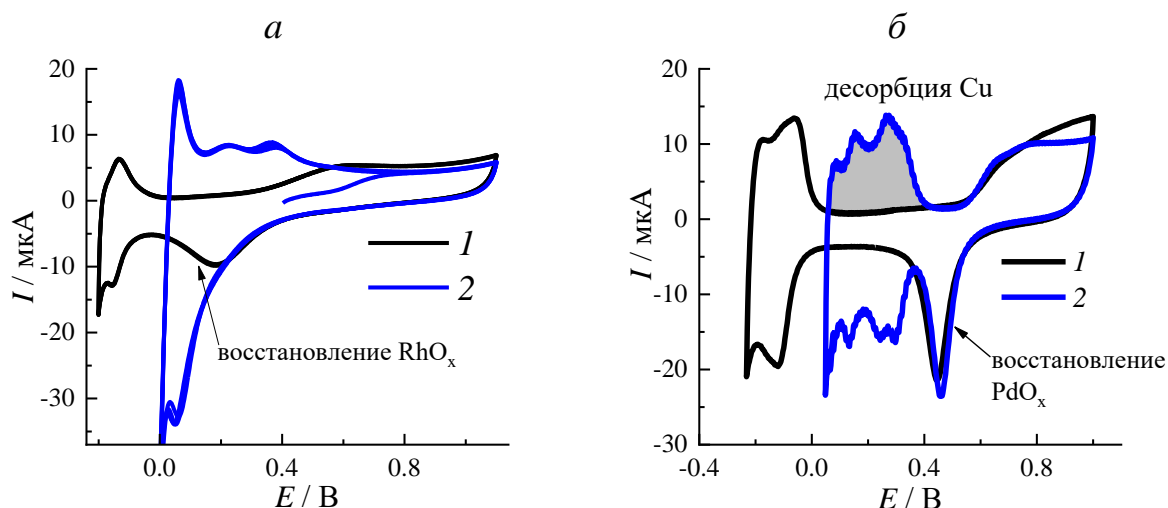 а
20
10
0
-10
-20
-30
I / мкА
0.0
0.4
0.8
E / В
1
2
восстановление RhOx
б
20
10
0
-10
-20
-30
I / мкА
-0.4
0.0
0.4
0.8
E / В
десорбция Cu
1
2
восстановление
PdOx